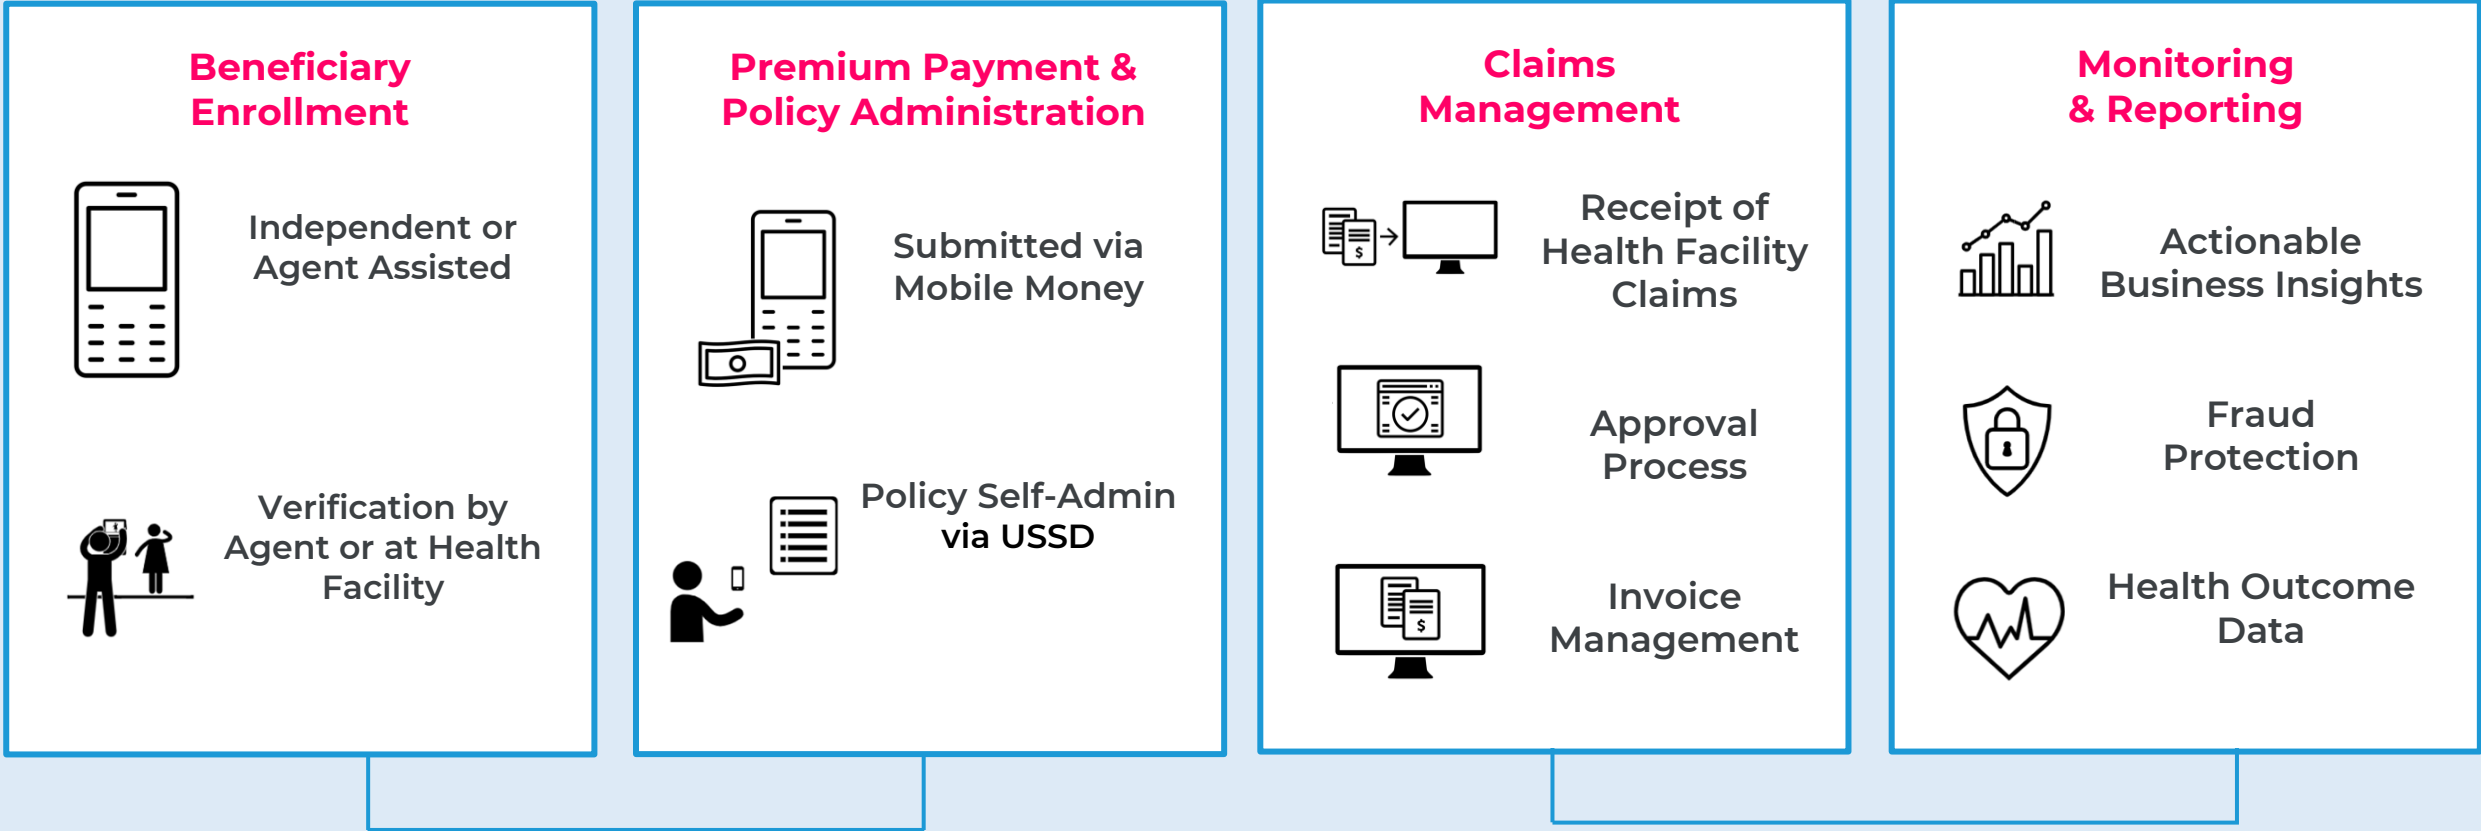 Beneficiary
Enrollment
Independent or
Agent Assisted
Verification by
Agent or at Health
Facility
Premium Payment &
Policy Administration
Submitted via
Mobile Money
Policy Self-Admin
via USSD
Claims
Management
Receipt of
Health Facility
Claims
$
Approval
Process
Invoice
Management
$
Monitoring
& Reporting
Actionable
Business Insights
Fraud
Protection
Health Outcome
Data